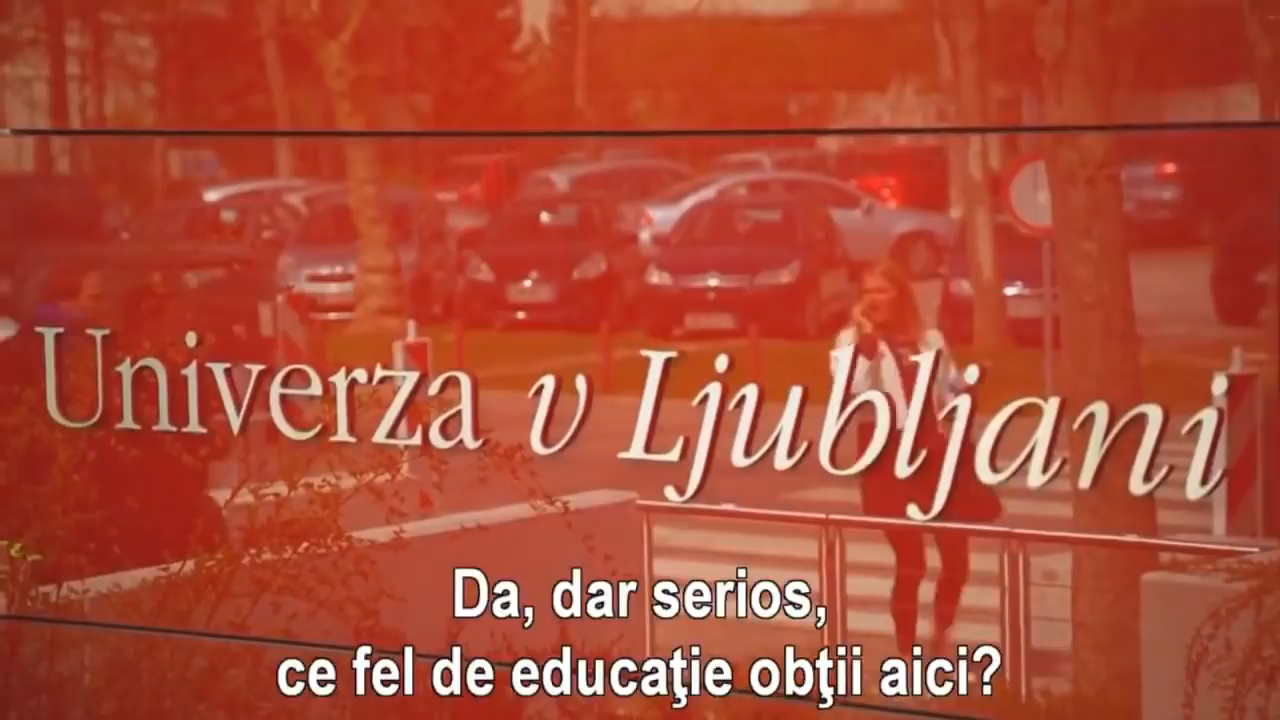 Univerza v Ljubljani
Da, dar serios,
ce fel de educaţie obţii aici?